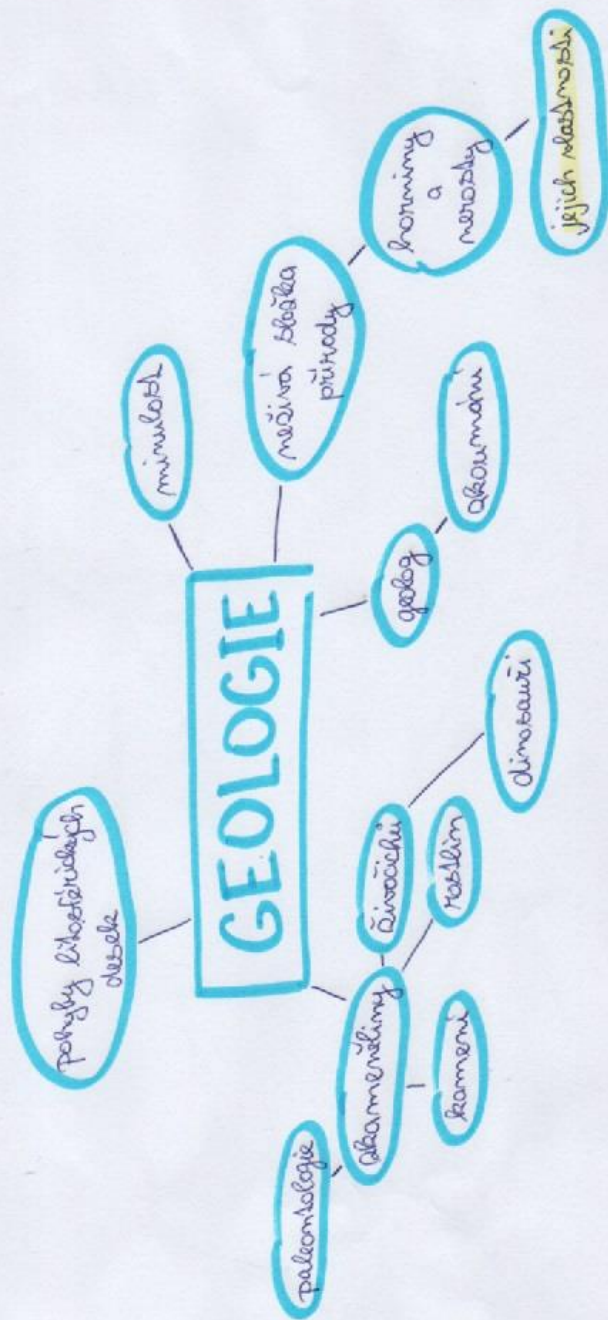 pohyby litosférických
desek
minulost
GEOLOGIE
neživá složka
přírody
horniny
a
nerosty
jejich vlastnosti
geolog
zkoumání
paleontologie
zkameněliny
živočichů
rostlin
kamení
dinosauři